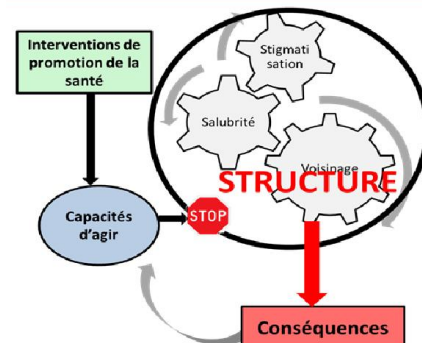 Interventions de
promotion de la
santé
Stigmati
sation
Salubrité
Voisinage
STRUCTURE
Capacités
d'agir
STOP
Conséquences